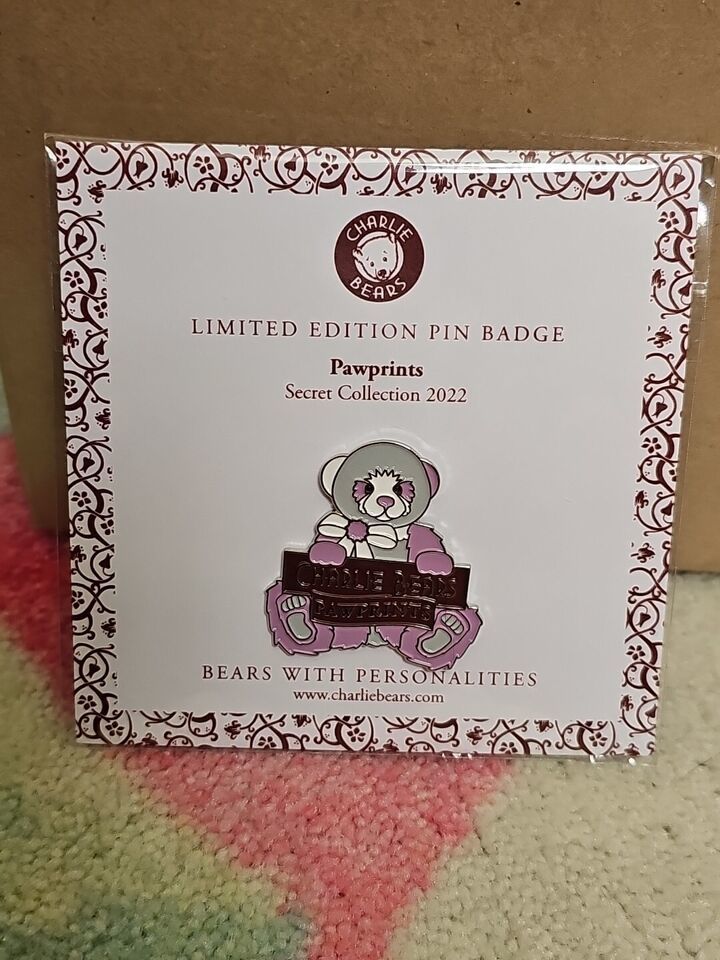 CHARLIE
BEARS
LIMITED EDITION PIN BADGE
Pawprints
Secret Collection 2022
CHARLIE BEARS
PAWPRINTS
BEARS WITH PERSONALITIES
www.charliebears.com